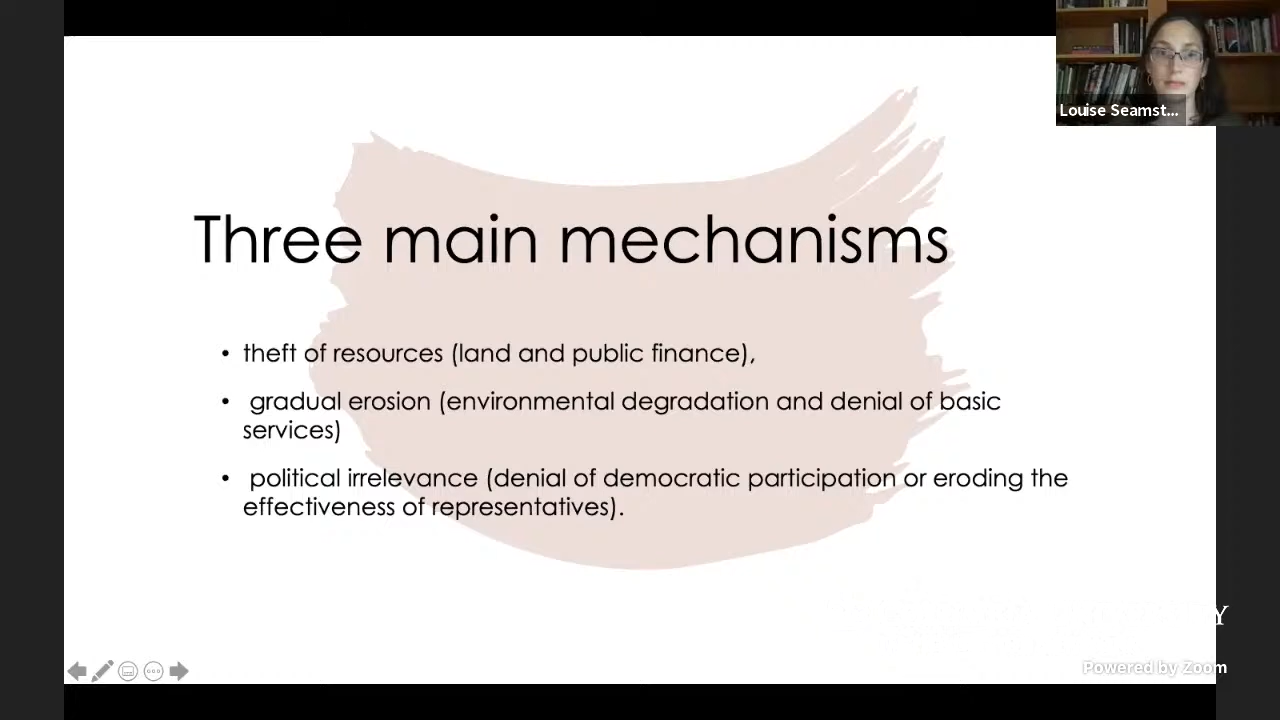 Louise Seamst...
Three main mechanisms
• theft of resources (land and public finance),
• gradual erosion (environmental degradation and denial of basic
services)
• political irrelevance (denial of democratic participation or eroding the
effectiveness of representatives).
Y
Powered by Zoom